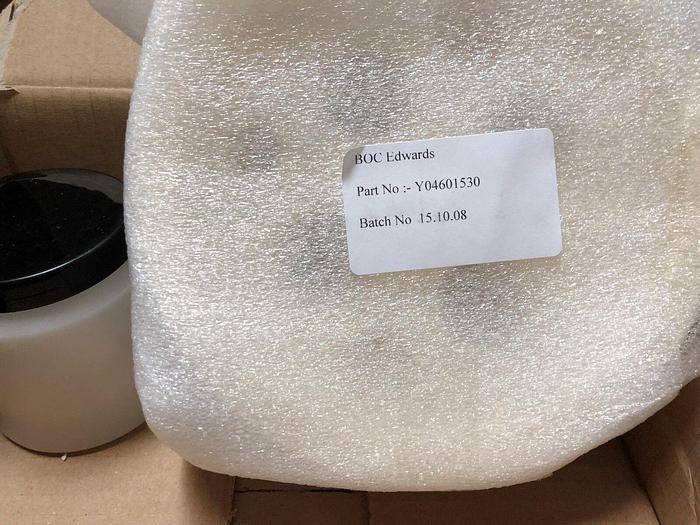 BOC Edwards
Part No :- Y04601530
Batch No 15.10.08